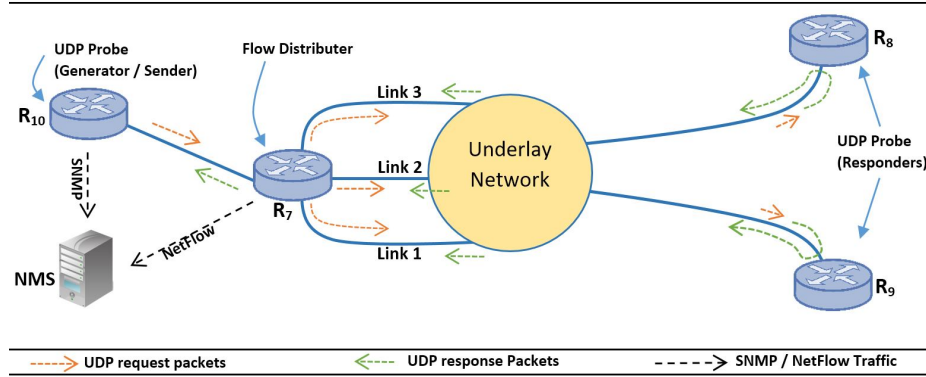 UDP Probe
(Generator / Sender)
Flow Distributer
R10
R7
R8
R9
Link 3
Link 2
Link 1
Underlay
Network
UDP Probe
(Responders)
SNMP
NetFlow
NMS
UDP request packets
UDP response Packets
SNMP / NetFlow Traffic